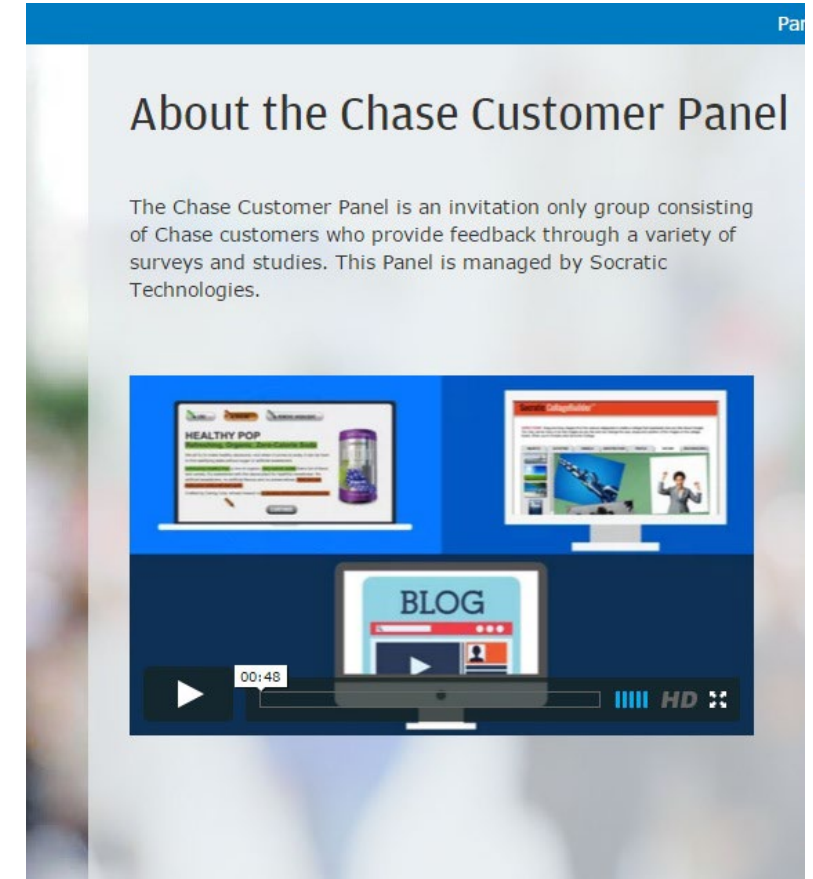 Par
About the Chase Customer Panel
The Chase Customer Panel is an invitation only group consisting
of Chase customers who provide feedback through a variety of
surveys and studies. This Panel is managed by Socratic
Technologies.
HEALTHY POP
Refreshing, Organic, Zero-Calorie Soda
Socratic CollageBuilder
BLOG
00:48
HD